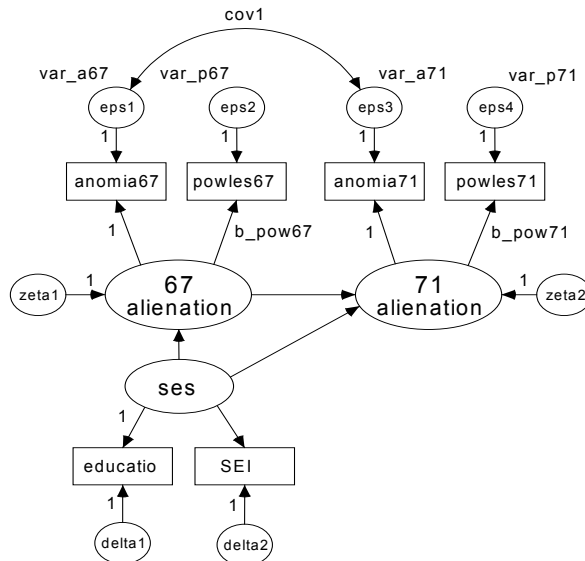 cov1
var_a67
var_p67
var_a71
var_p71
eps1
eps2
eps3
eps4
1
1
1
1
anomia67
powles67
anomia71
powles71
1
b_pow67
1
b_pow71
zeta1
1
67
alienation
71
alienation
1
zeta2
ses
1
educatio
SEI
1
1
delta1
delta2